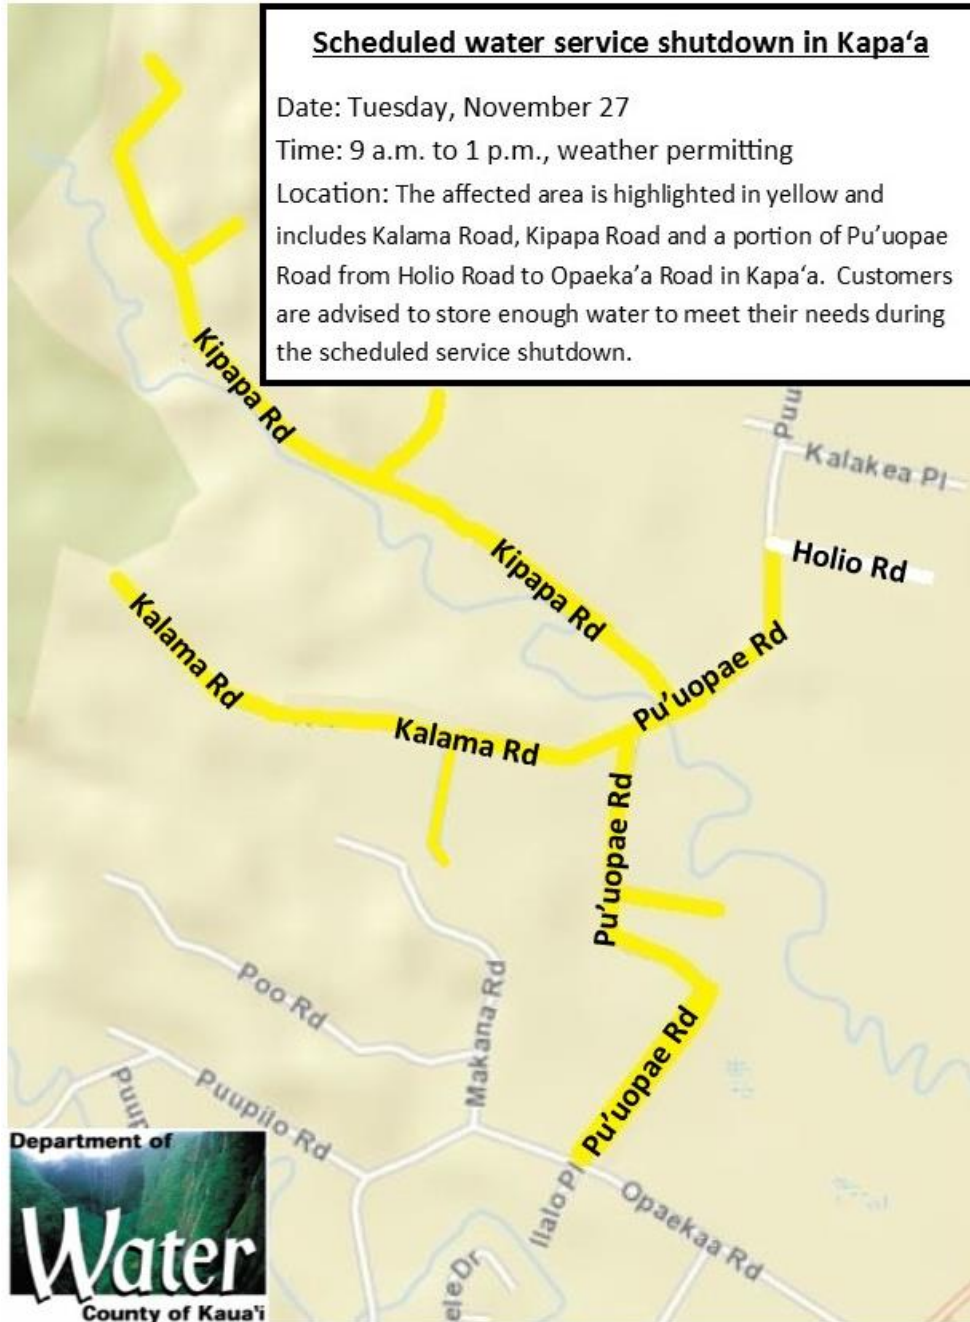 Scheduled water service shutdown in Kapa‘a
Date: Tuesday, November 27
Time: 9 a.m. to 1 p.m., weather permitting
Location: The affected area is highlighted in yellow and
includes Kalama Road, Kipapa Road and a portion of Pu’uopae
Road from Holio Road to Opaeka’a Road in Kapa‘a. Customers
are advised to store enough water to meet their needs during
the scheduled service shutdown.
Kipapa Rd
Puu
Kalakea Pl
Holio Rd
Kipapa Rd
Kalama Rd
Pu’uopae Rd
Kalama Rd
Pu’uopae Rd
Poo Rd
Makana Rd
Pu’uopae Rd
Puupilo Rd
Ilalo Pl
Opaekaa Rd
ele Dr
Department of
Water
County of Kaua'i